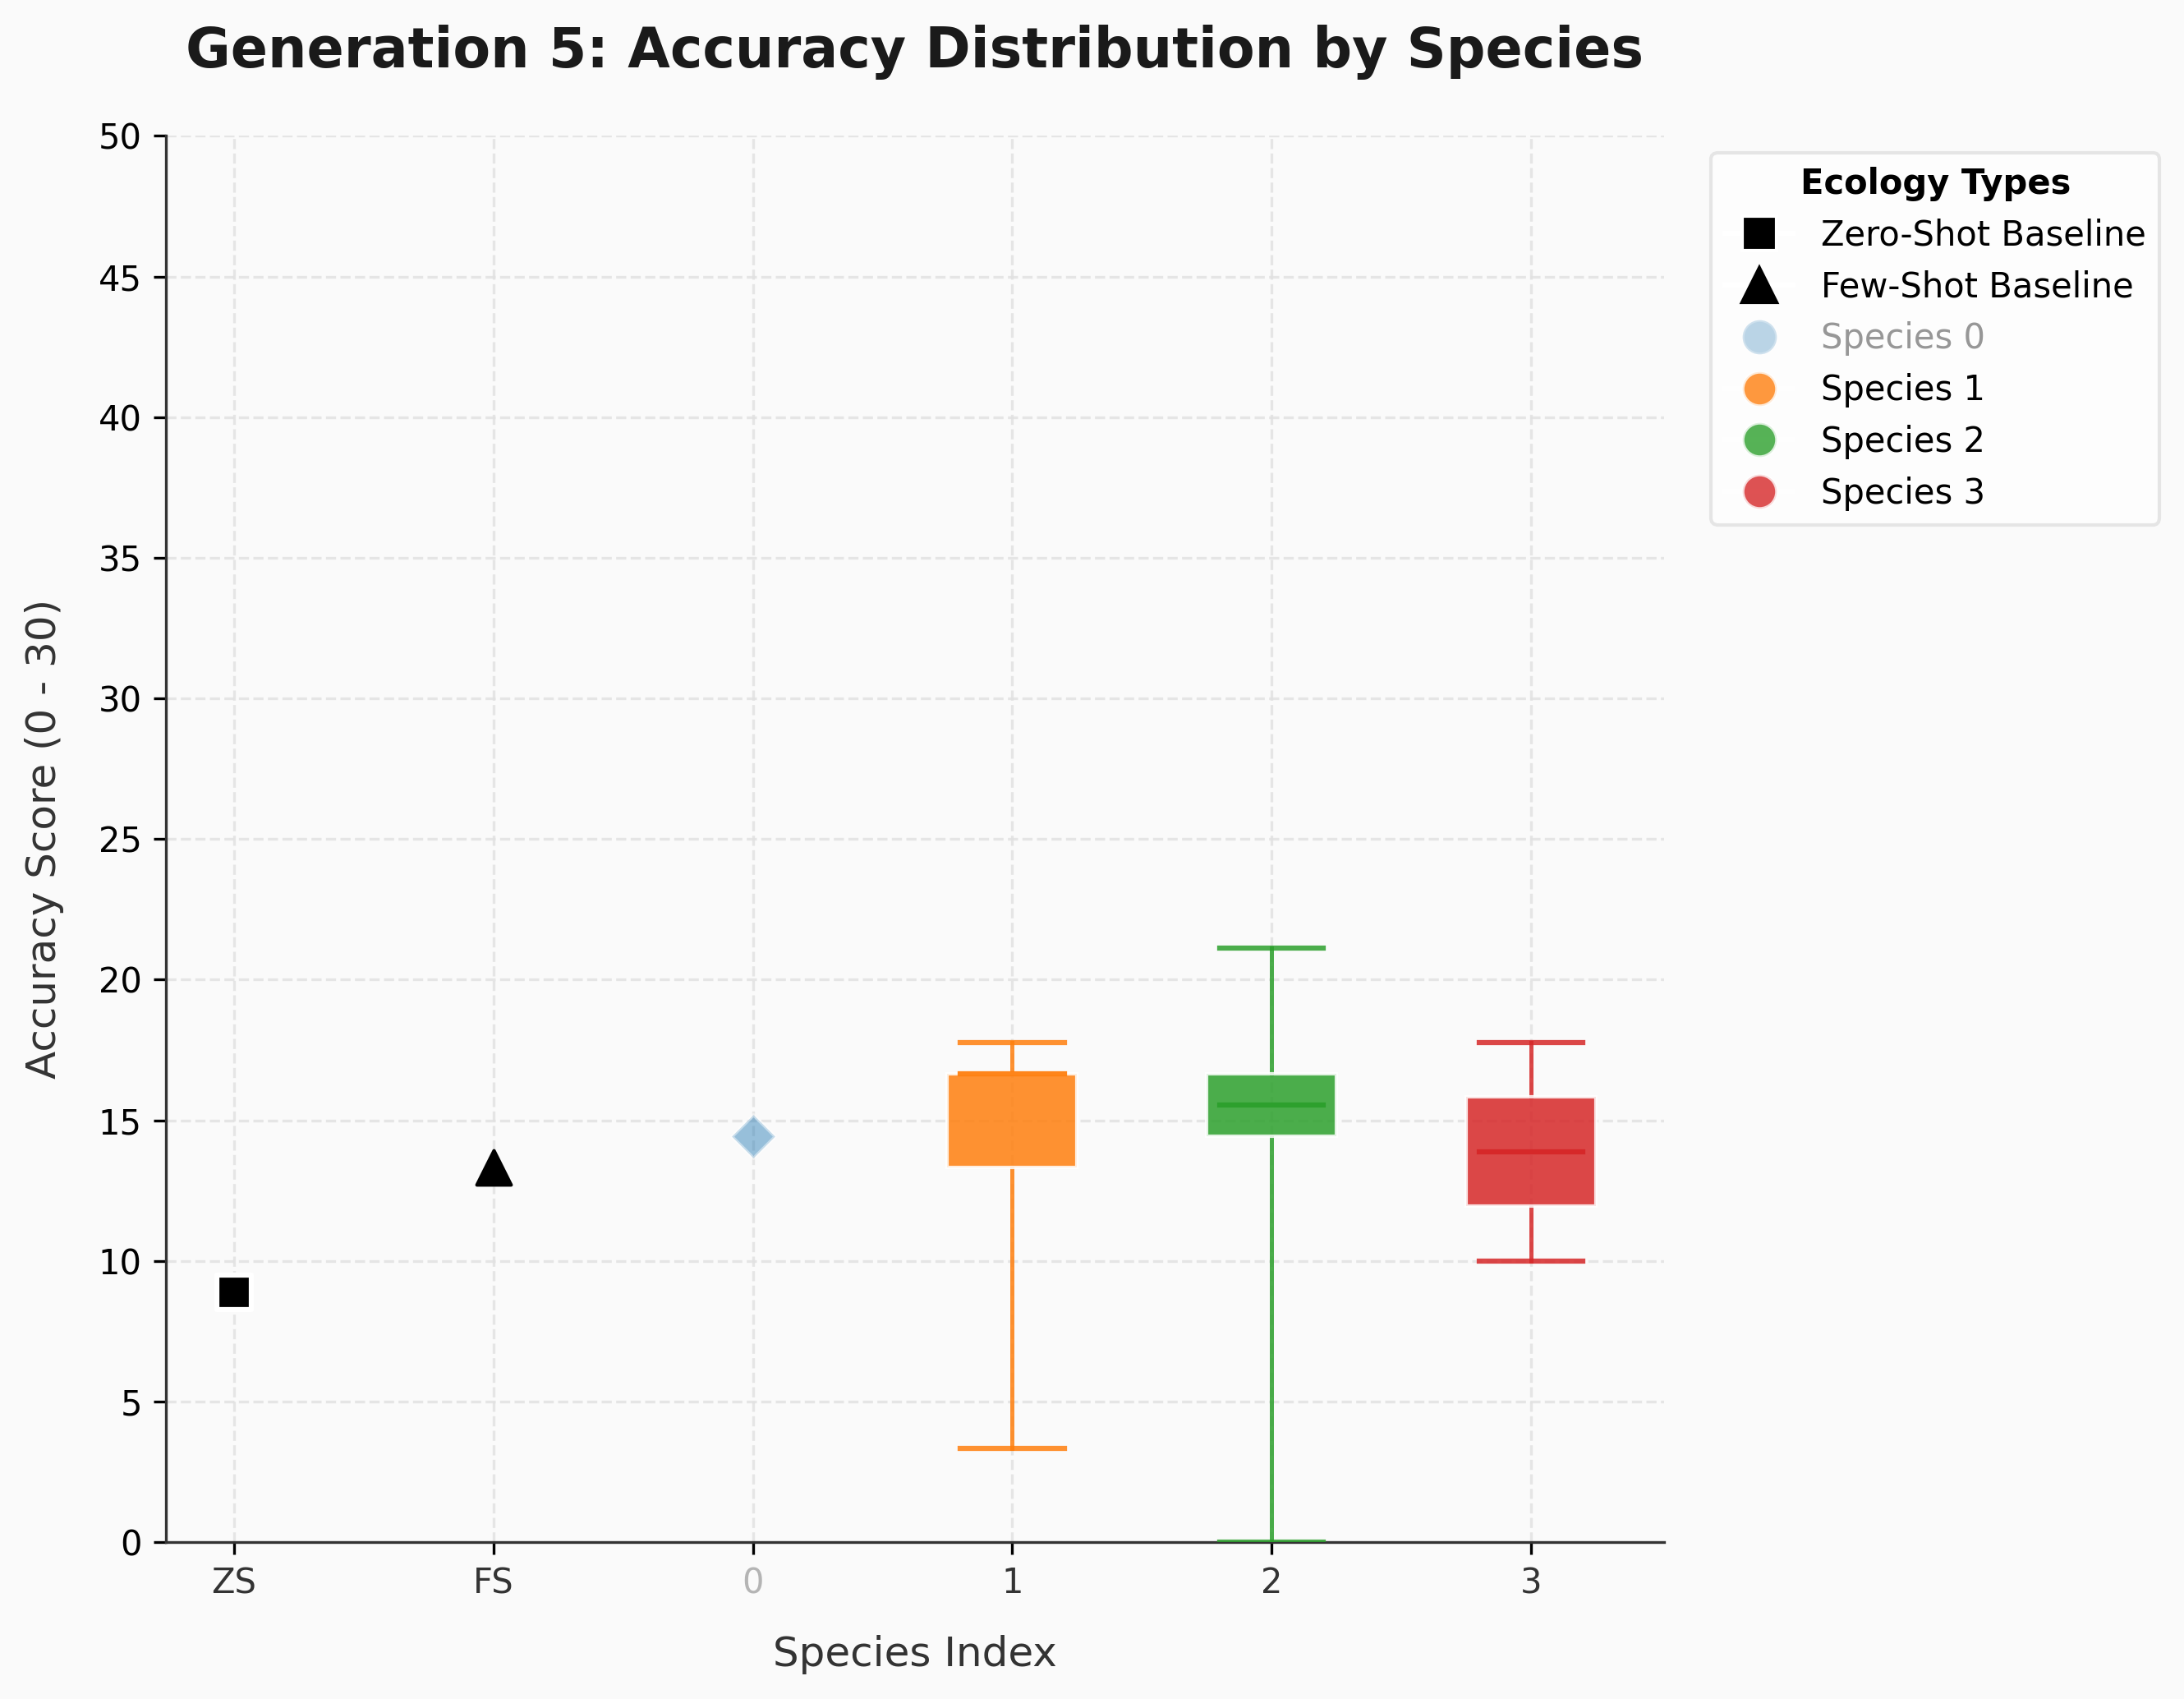 Generation 5: Accuracy Distribution by Species
50
45
40
35
30
25
20
15
10
5
0
Accuracy Score (0 - 30)
ZS
FS
0
1
2
3
Species Index
Ecology Types
Zero-Shot Baseline
Few-Shot Baseline
Species 0
Species 1
Species 2
Species 3